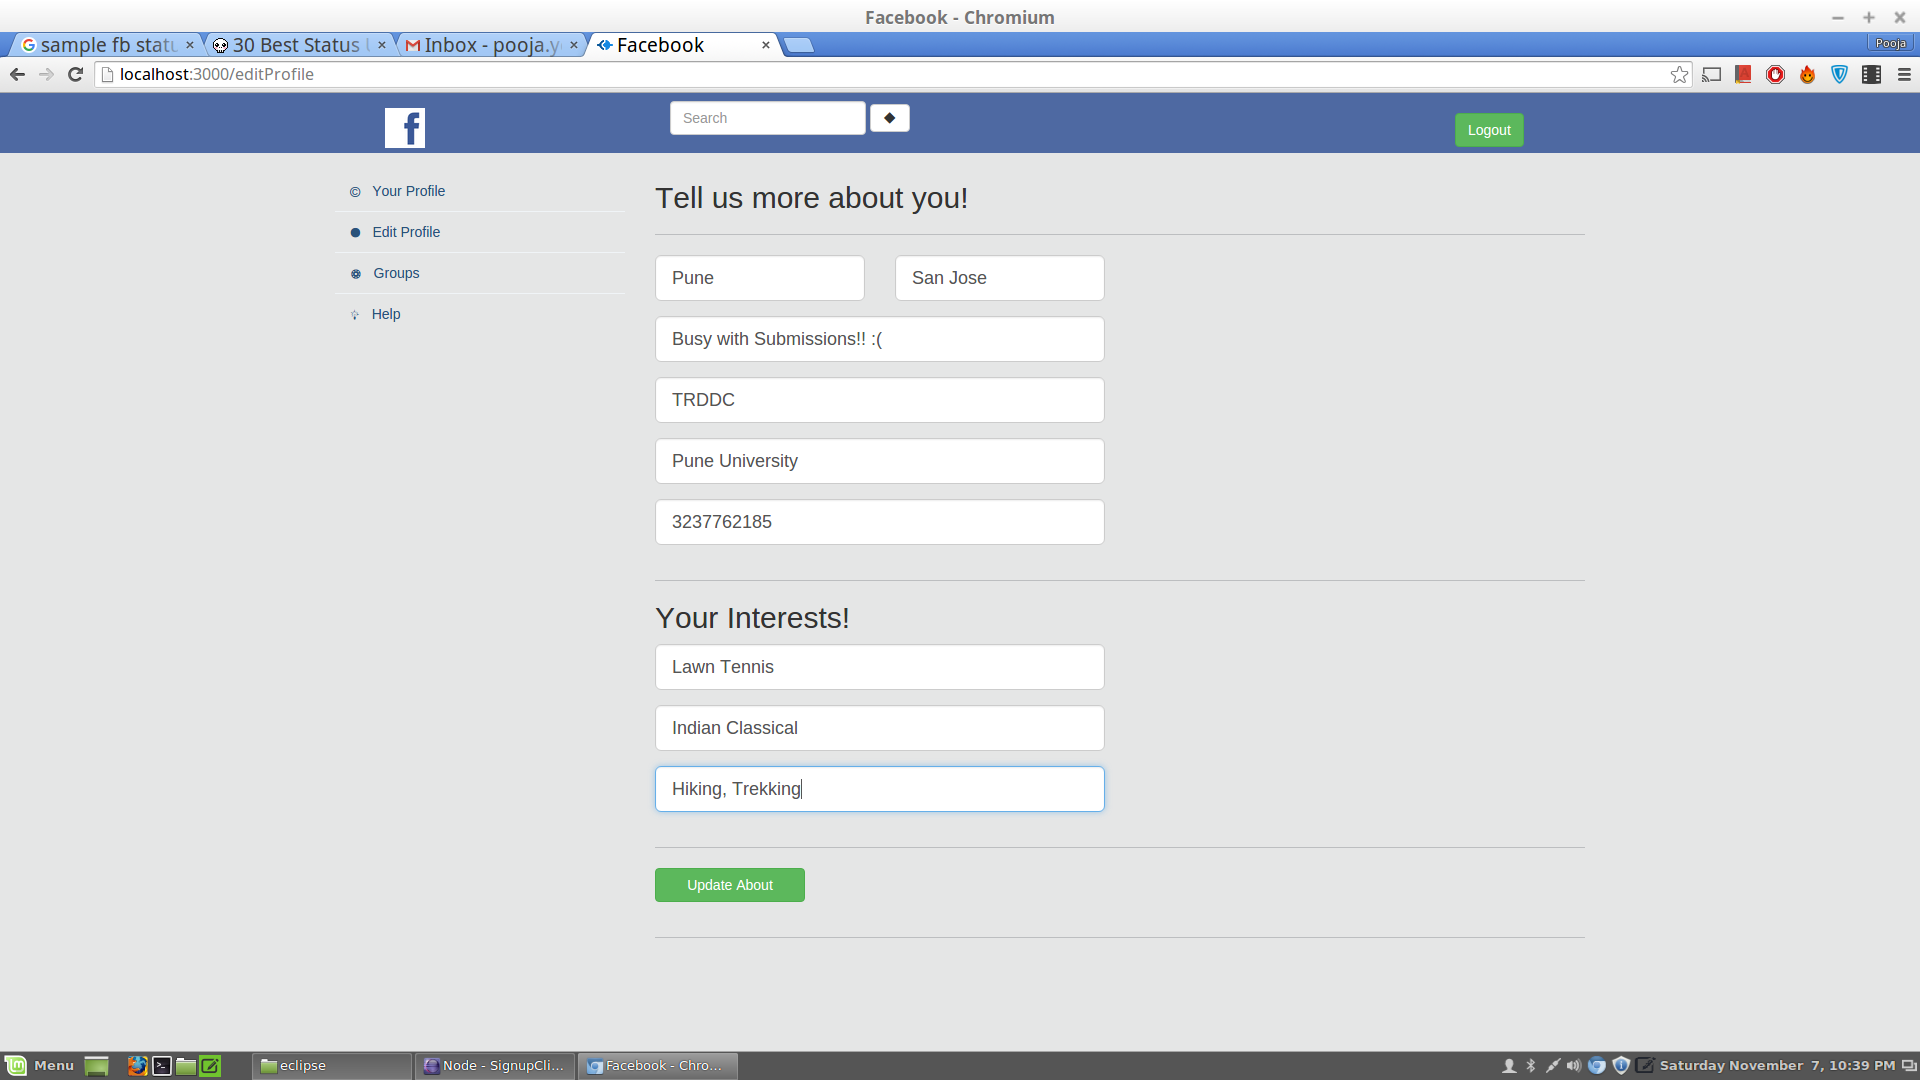 Facebook - Chromium
sample fb statu
30 Best Status U
Inbox - pooja.y
Facebook
Pooja
localhost:3000/editProfile
Search
Logout
Your Profile
Edit Profile
Groups
Help
Tell us more about you!
Pune
San Jose
Busy with Submissions!! :(
TRDDC
Pune University
3237762185
Your Interests!
Lawn Tennis
Indian Classical
Hiking, Trekking
Update About
Menu
eclipse
Node - SignupCli...
Facebook - Chro...
Saturday November 7, 10:39 PM